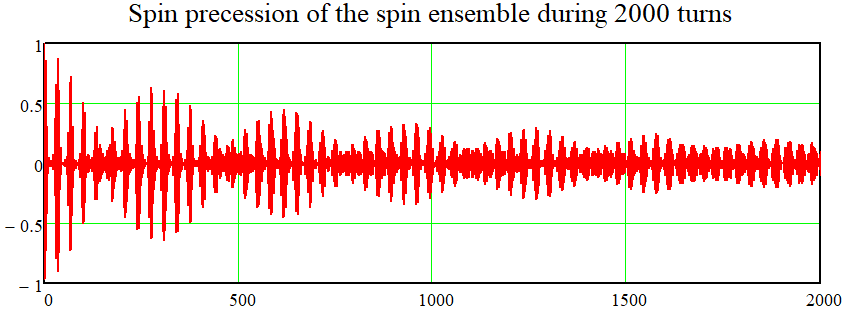 Spin precession of the spin ensemble during 2000 turns
1
0.5
0
− 0.5
− 1
0 500 1000 1500 2000